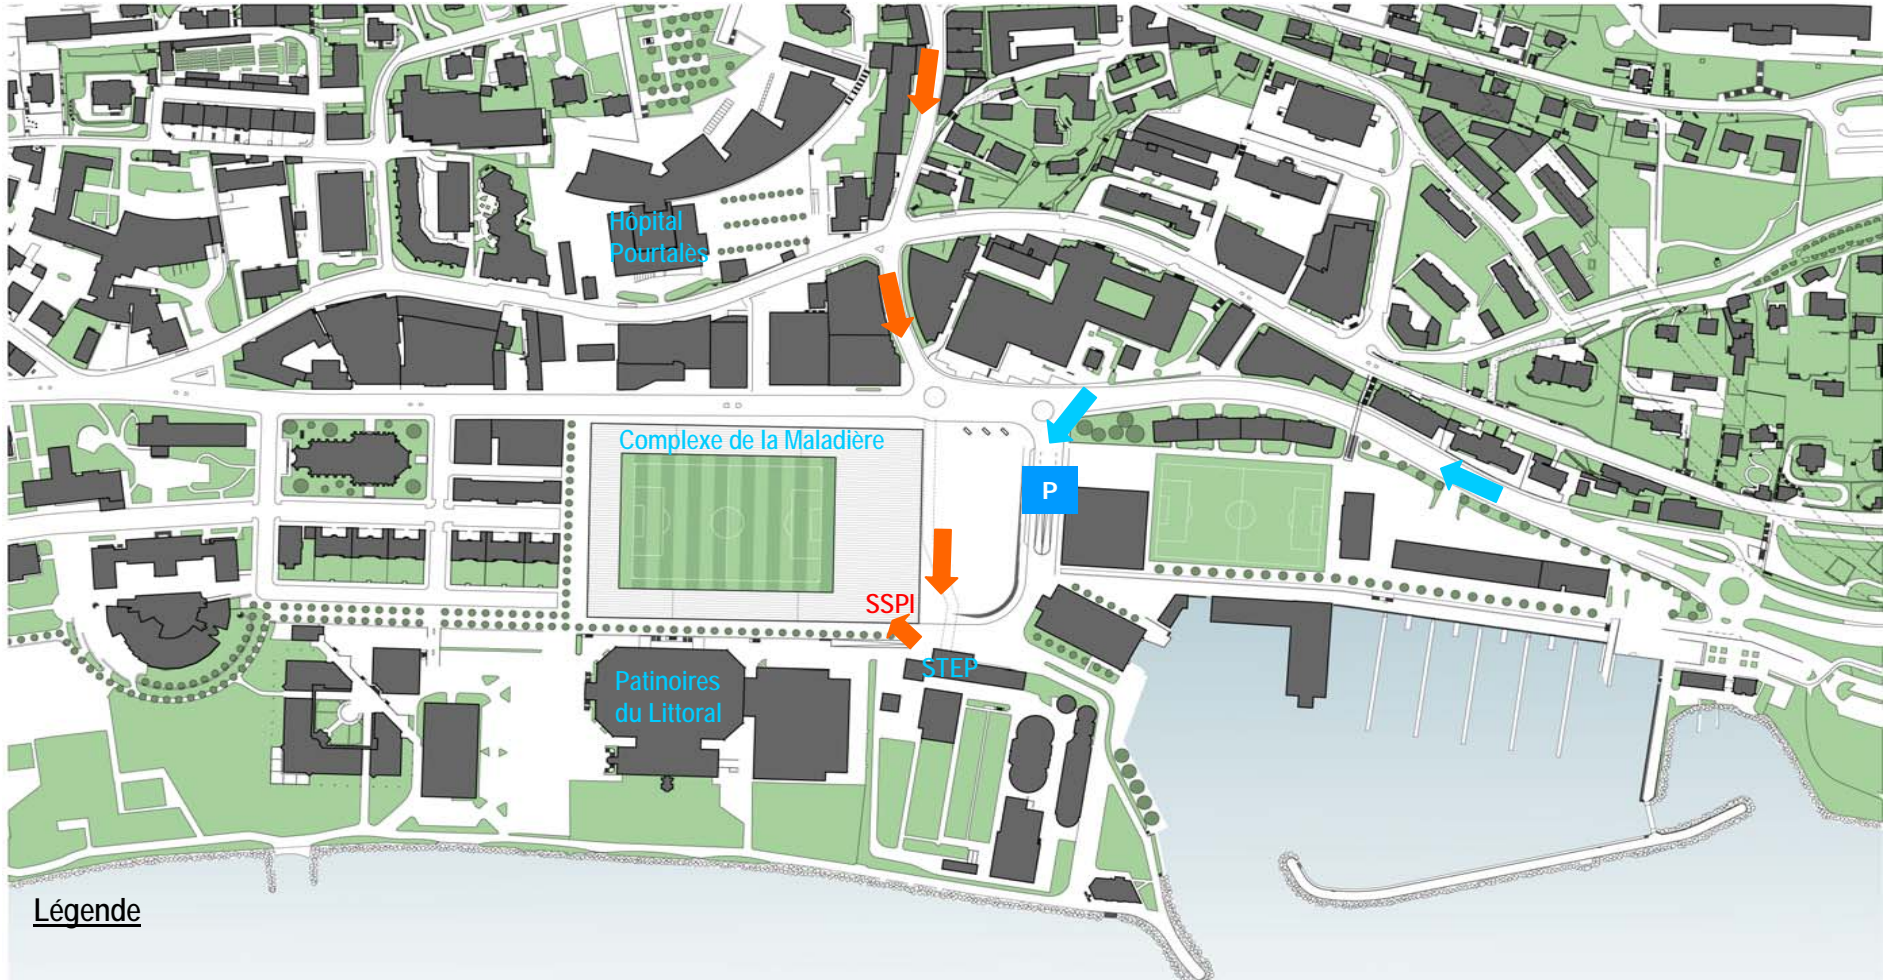 Hôpital
Pourtalès
Complexe de la Maladière
P
SSPI
STEP
Patinoires
du Littoral
Légende